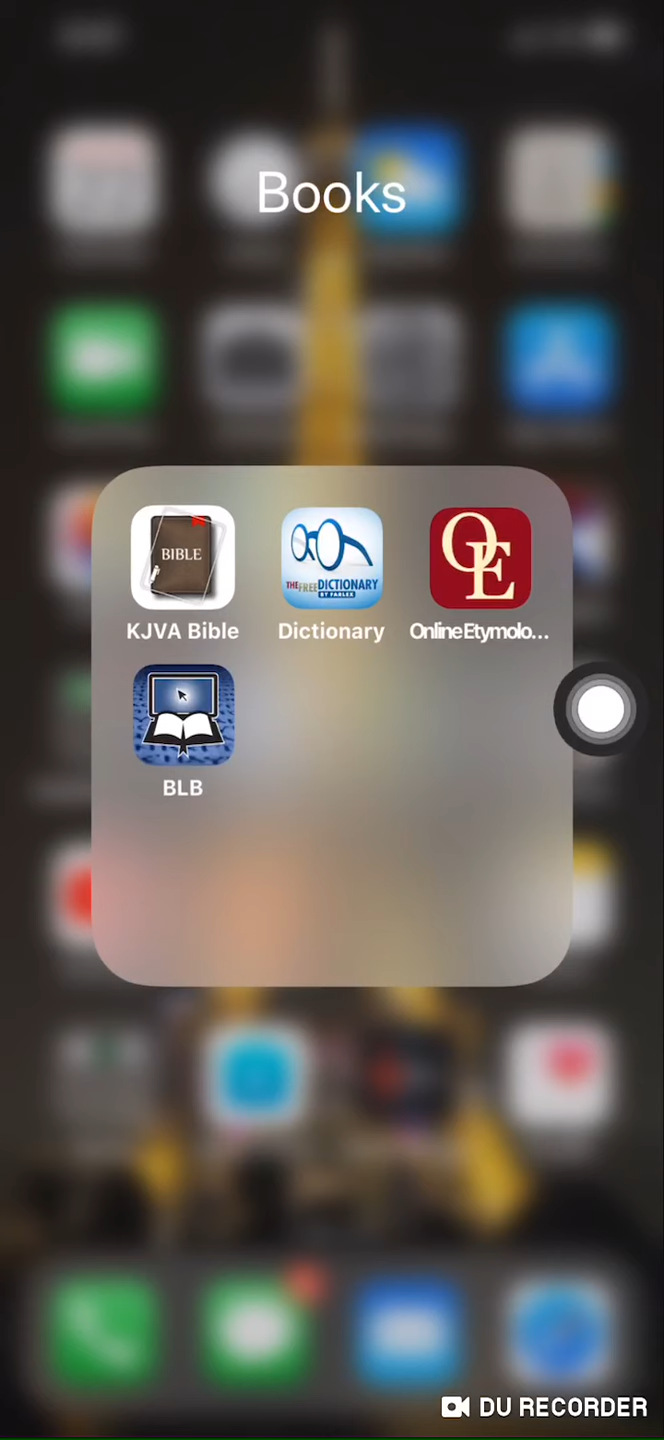 Books
BIBLE
THE FREE DICTIONARY
BY FARLEX
OE
KJVA Bible
Dictionary
OnlineEtymolo...
BLB
DU RECORDER